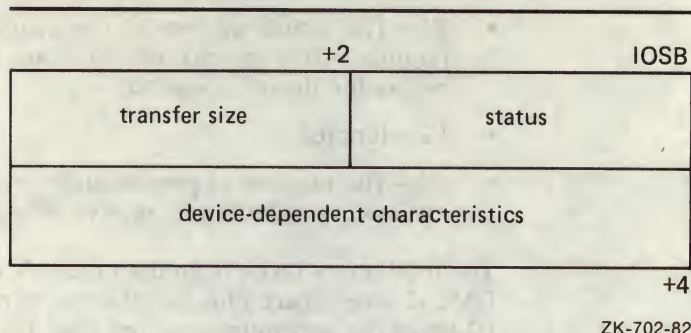 +2 IOSB
transfer size status
device-dependent characteristics
+4
ZK-702-82